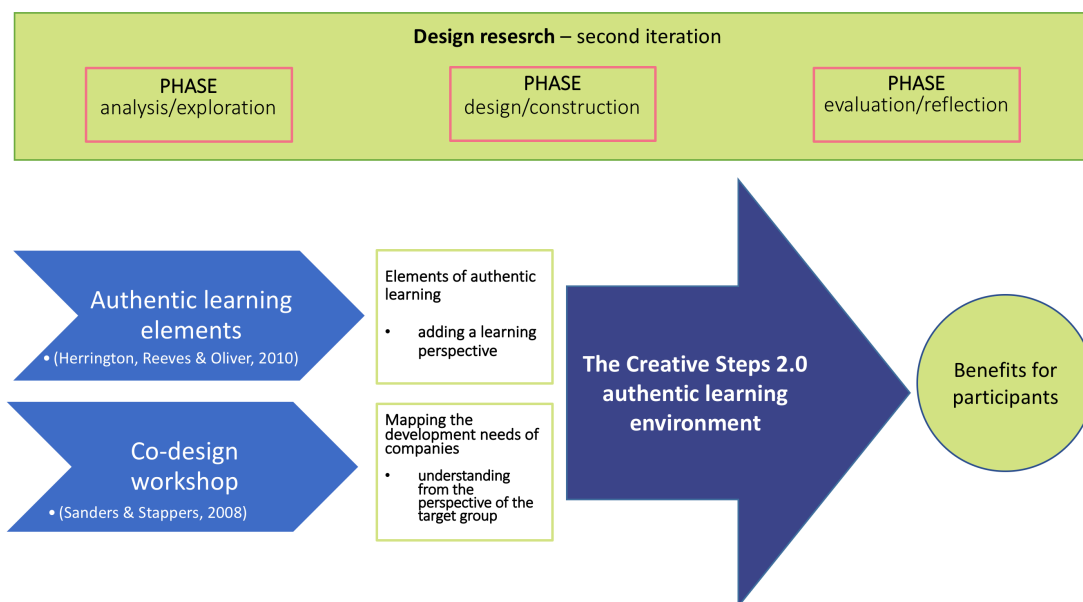 Design resesrch – second iteration
PHASE
analysis/exploration
PHASE
design/construction
PHASE
evaluation/reflection
Authentic learning
elements
• (Herrington, Reeves & Oliver, 2010)
Elements of authentic
learning
• adding a learning
perspective
Co-design
workshop
• (Sanders & Stappers, 2008)
Mapping the
development needs of
companies
• understanding
from the
perspective of the
target group
The Creative Steps 2.0
authentic learning
environment
Benefits for
participants